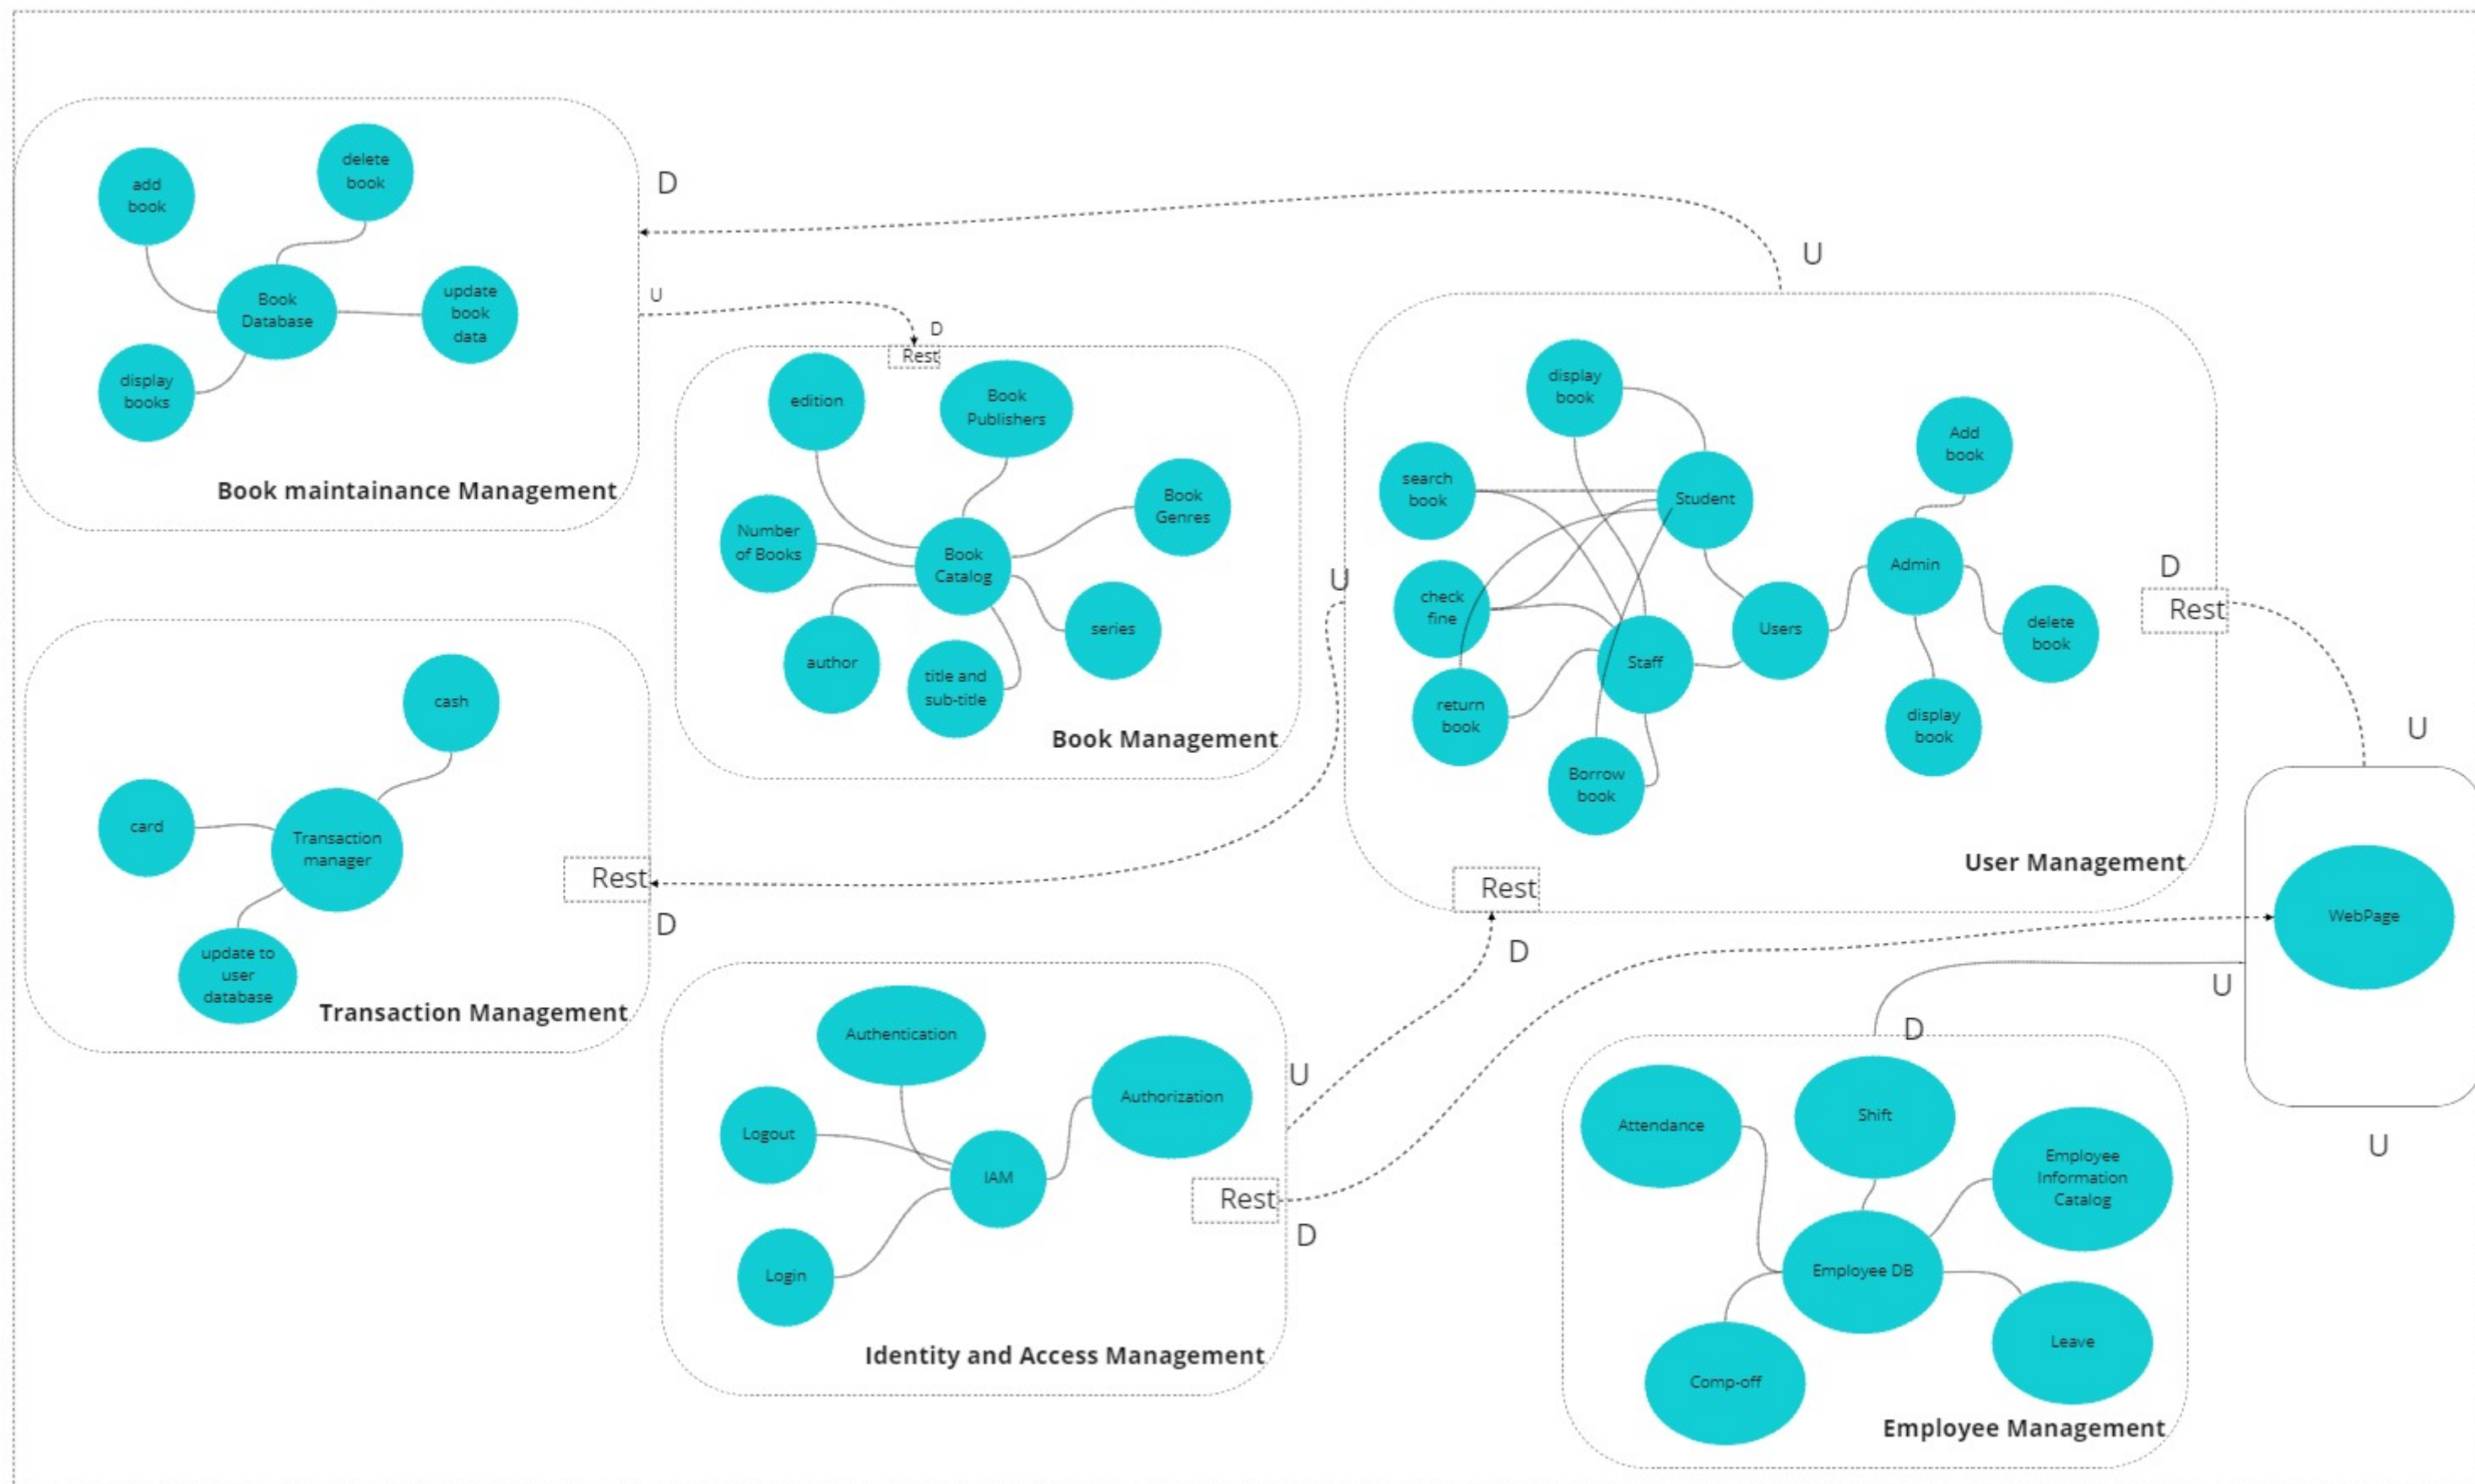 add
book
delete
book
Book
Database
update
book
data
display
books
Book maintainance Management
D
U
U
D
Rest
edition
Book
Publishers
Number
of Books
Book
Catalog
Book
Genres
author
title and
sub-title
series
Book Management
cash
card
Transaction
manager
update to
user
database
Transaction Management
Rest
D
U
display
book
search
book
Student
check
fine
return
book
Staff
Borrow
book
Users
Admin
Add
book
delete
book
display
book
User Management
D
Rest
U
Rest
D
WebPage
U
U
Authentication
Authorization
Logout
IAM
Login
Identity and Access Management
U
Rest
D
D
Attendance
Shift
Employee
Information
Catalog
Employee DB
Comp-off
Leave
Employee Management